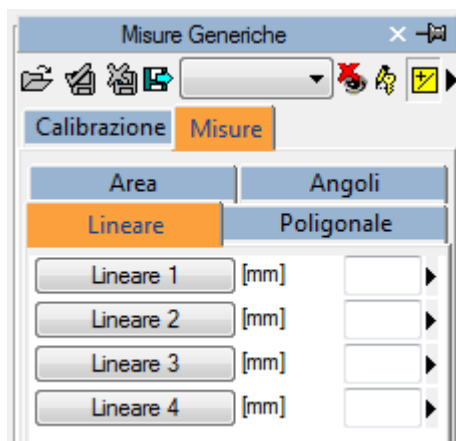 Misure Generiche
Calibrazione Misure
Area Angoli
Lineare Poligonale
Lineare 1 [mm]
Lineare 2 [mm]
Lineare 3 [mm]
Lineare 4 [mm]